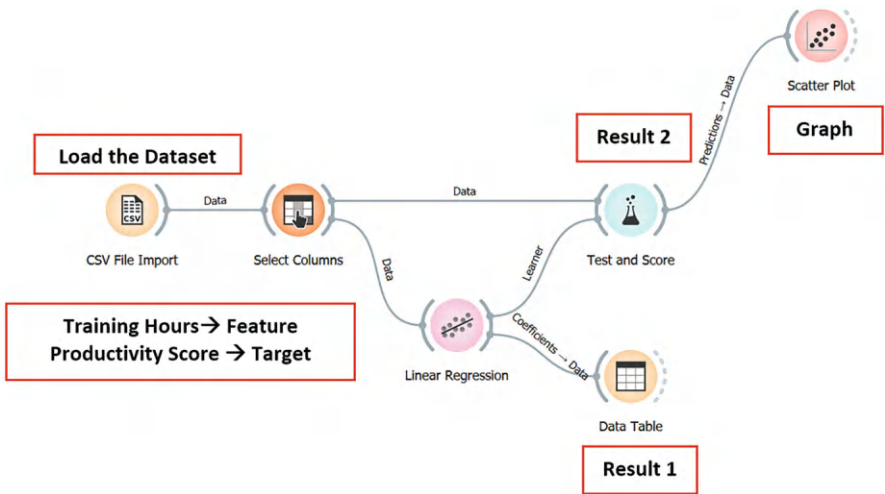 Scatter Plot
Predictions → Data
Graph
Result 2
Load the Dataset
Data
Data
CSV
CSV File Import
Select Columns
Test and Score
Data
Learner
Training Hours→ Feature
Productivity Score → Target
Linear Regression
Coefficients → Data
Data Table
Result 1